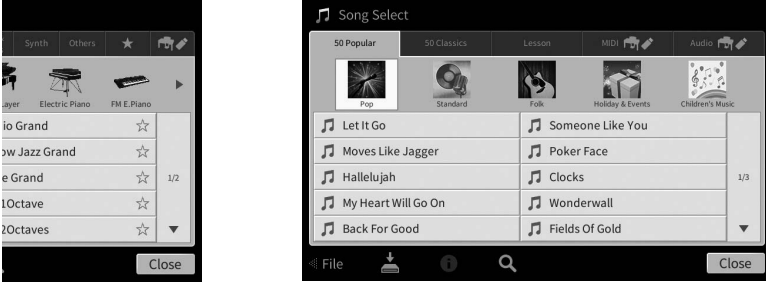 Synth Others
Layer Electric Piano FM E.Piano
io Grand
ow Jazz Grand
e Grand
1/2
1Octave
2Octaves
Close
Song Select
50 Popular 50 Classics Lesson MIDI Audio
Pop Standard Folk Holiday & Events Children's Music
Let It Go Someone Like You
Moves Like Jagger Poker Face
Hallelujah Clocks
1/3
My Heart Will Go On Wonderwall
Back For Good Fields Of Gold
File Close